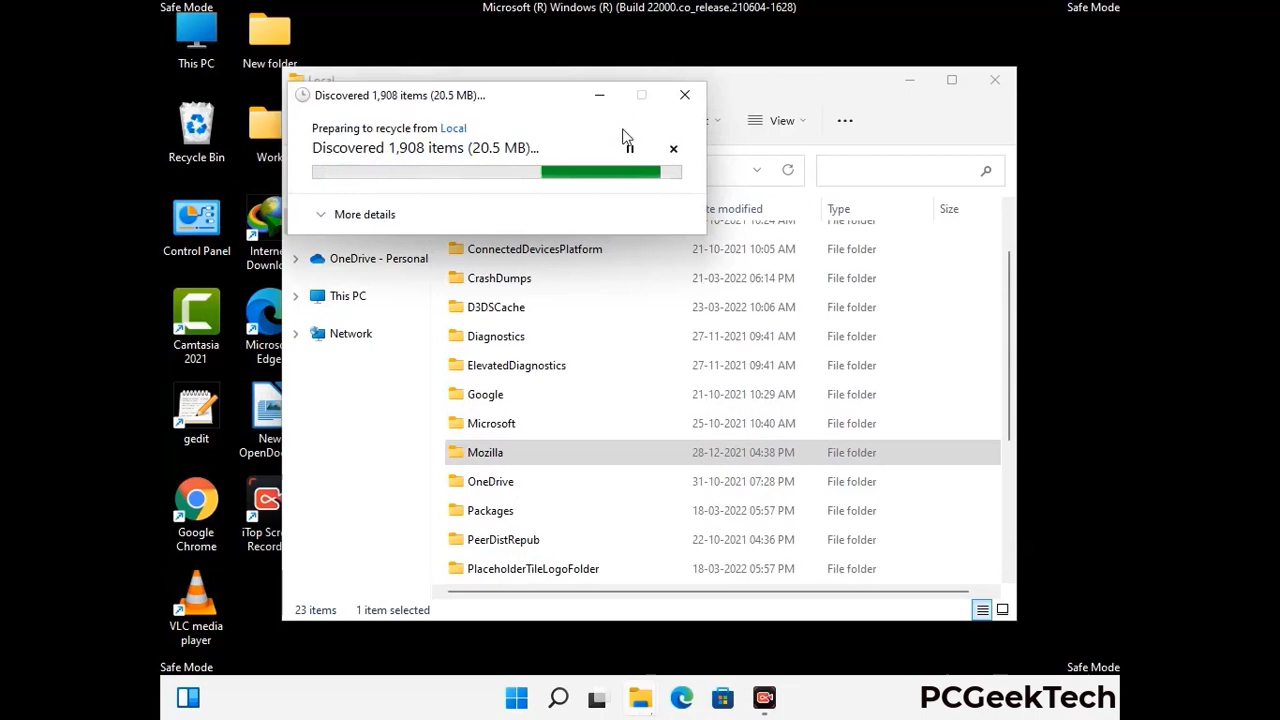 Safe Mode
Microsoft (R) Windows (R) (Build 22000.co_release.210604-1628)
Safe Mode
This PC
New folder
Recycle Bin
Work
Control Panel
Intern
Downlo
Camtasia
2021
Micros
Edge
gedit
New
OpenDo
Google
Chrome
iTop Scr
Record
VLC media
player
Local
Discovered 1,908 items (20.5 MB)...
Preparing to recycle from Local
Discovered 1,908 items (20.5 MB)...
More details
View
te modified
Type
Size
OneDrive - Personal
This PC
Network
File folder
ConnectedDevicesPlatform 21-10-2021 10:05 AM File folder
CrashDumps 21-03-2022 06:14 PM File folder
D3DSCache 23-03-2022 10:06 AM File folder
Diagnostics 27-11-2021 09:41 AM File folder
ElevatedDiagnostics 27-11-2021 09:41 AM File folder
Google 21-10-2021 10:29 AM File folder
Microsoft 25-10-2021 10:40 AM File folder
Mozilla 28-12-2021 04:38 PM File folder
OneDrive 31-10-2021 07:28 PM File folder
Packages 18-03-2022 05:57 PM File folder
PeerDistRepub 22-10-2021 04:36 PM File folder
PlaceholderTileLogoFolder 18-03-2022 05:57 PM File folder
23 items
1 item selected
Safe Mode
Safe Mode
PCGeekTech